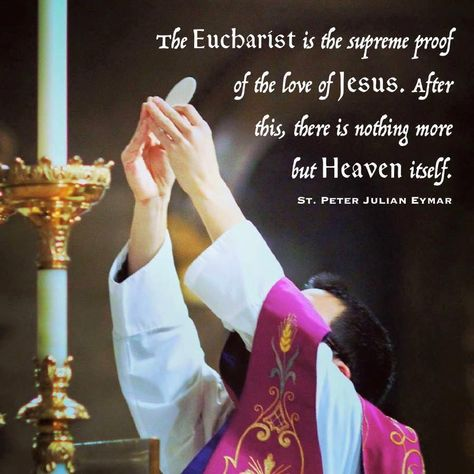 The Eucharist is the supreme proof
of the love of Jesus. After
this, there is nothing more
but Heaven itself.
St. Peter Julian Eymar